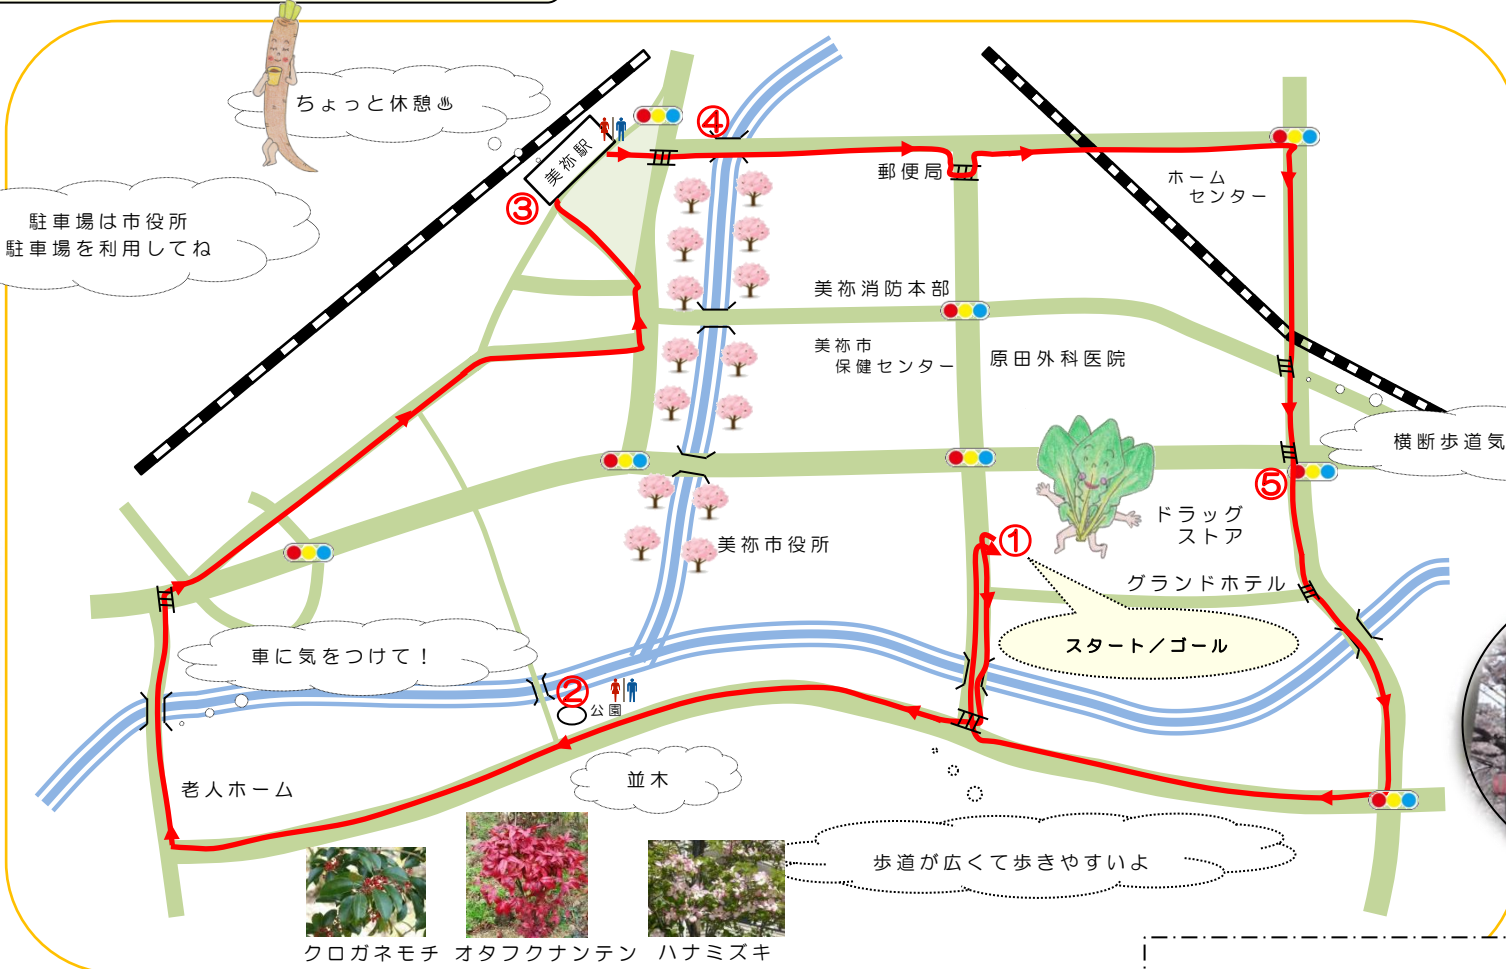 ちょっと休憩♨
駐車場は市役所
駐車場を利用してね
美祢駅
③
④
郵便局
ホーム
センター
美祢消防本部
美祢市
保健センター
原田外科医院
横断歩道気
⑤
ドラッグ
ストア
①
美祢市役所
グランドホテル
スタート／ゴール
車に気をつけて！
②
公園
並木
老人ホーム
歩道が広くて歩きやすいよ
クロガネモチ
オタフクナンテン
ハナミズキ